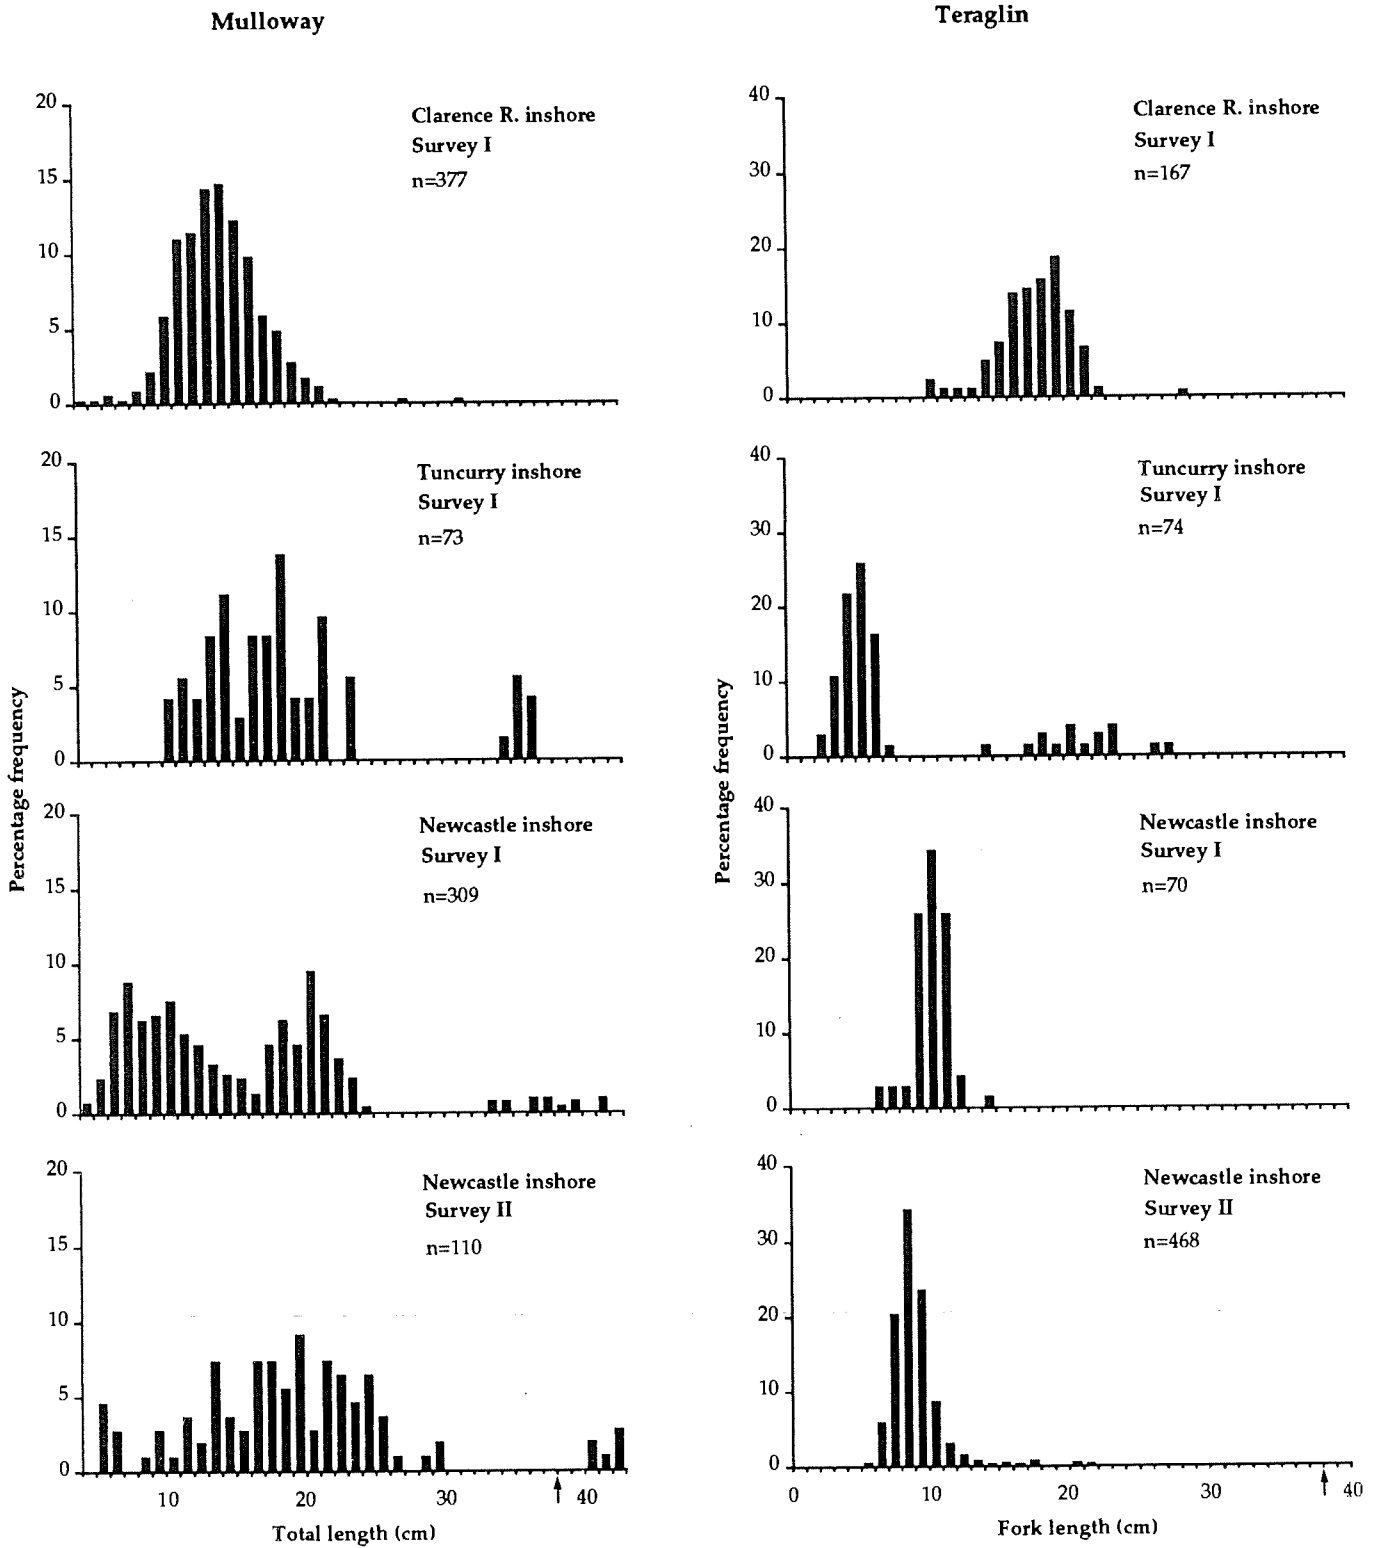 Mulloway
Teraglin
20
15
10
5
0
Clarence R. inshore
Survey I
n=377
40
30
20
10
0
Clarence R. inshore
Survey I
n=167
20
15
10
5
0
Tuncurry inshore
Survey I
n=73
40
30
20
10
0
Tuncurry inshore
Survey I
n=74
Percentage frequency
Percentage frequency
20
15
10
5
0
Newcastle inshore
Survey I
n=309
40
30
20
10
0
Newcastle inshore
Survey I
n=70
20
15
10
5
0
Newcastle inshore
Survey II
n=110
40
30
20
10
0
Newcastle inshore
Survey II
n=468
10 20 30 40
Total length (cm)
0 10 20 30 40
Fork length (cm)